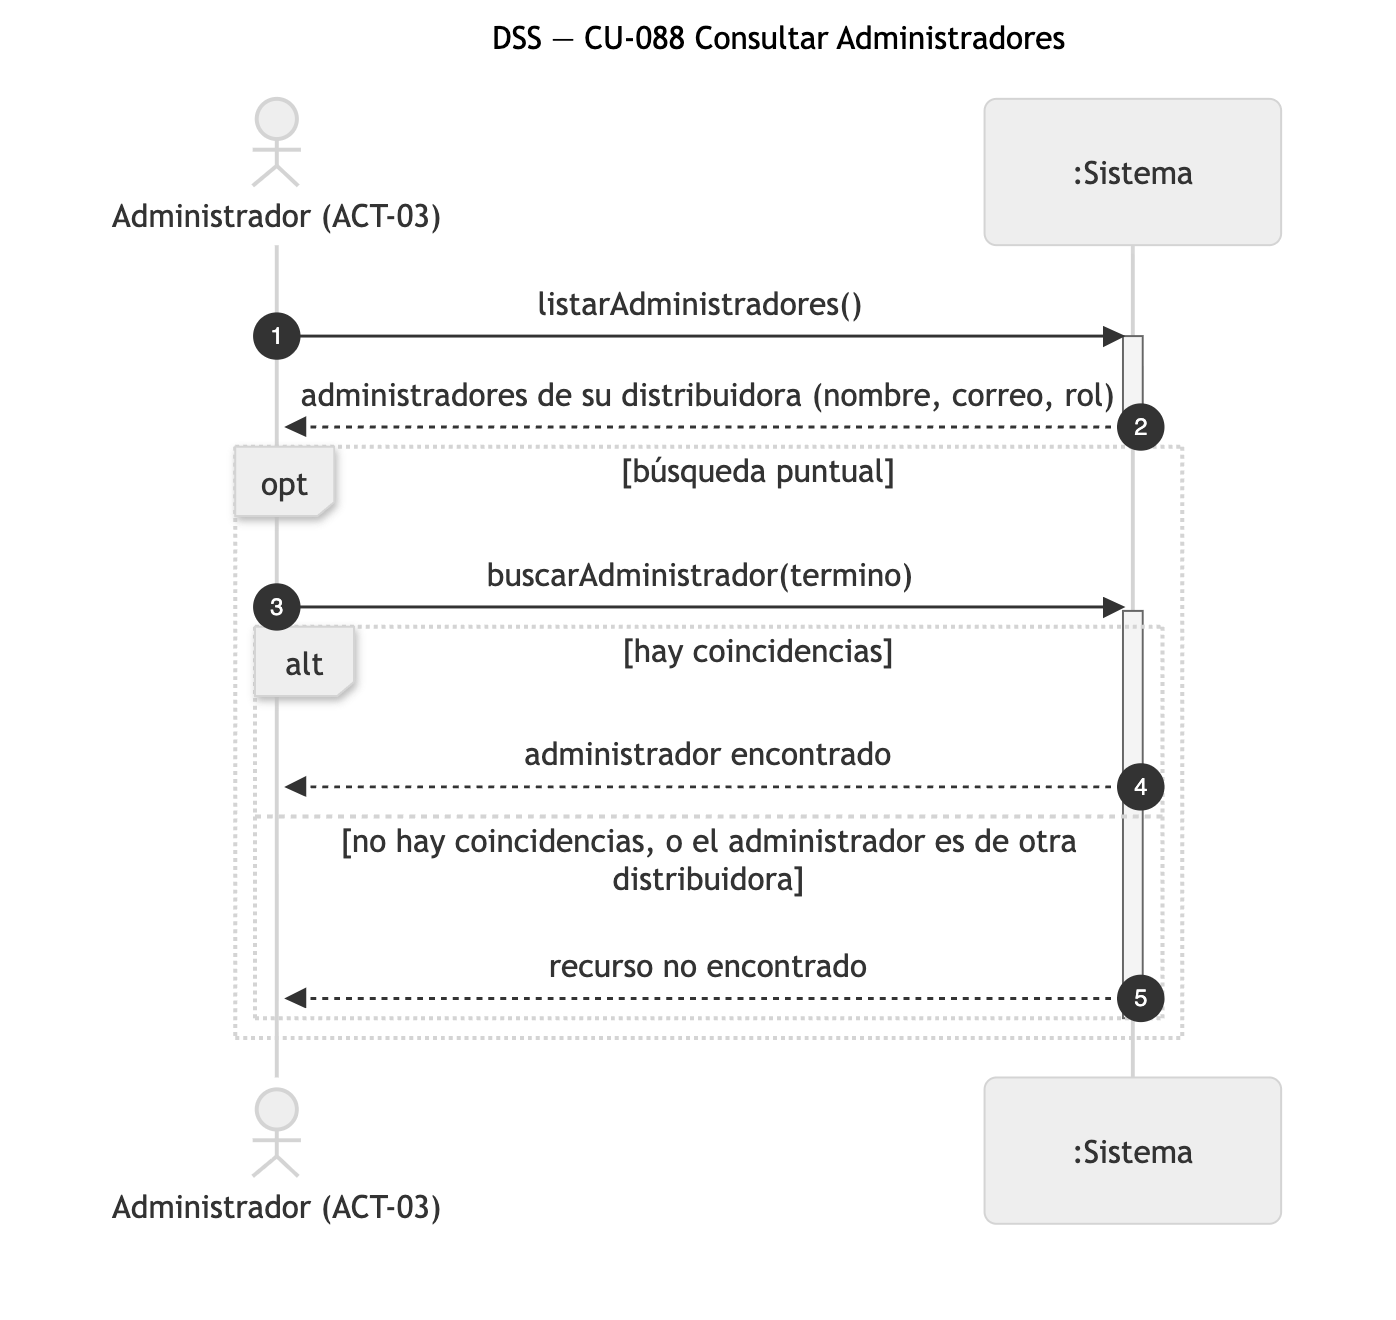 DSS — CU-088 Consultar Administradores
Administrador (ACT-03)
:Sistema
listarAdministradores()
1
administradores de su distribuidora (nombre, correo, rol)
2
opt
[búsqueda puntual]
buscarAdministrador(termino)
3
alt
[hay coincidencias]
administrador encontrado
4
[no hay coincidencias, o el administrador es de otra
distribuidora]
recurso no encontrado
5
:Sistema
Administrador (ACT-03)